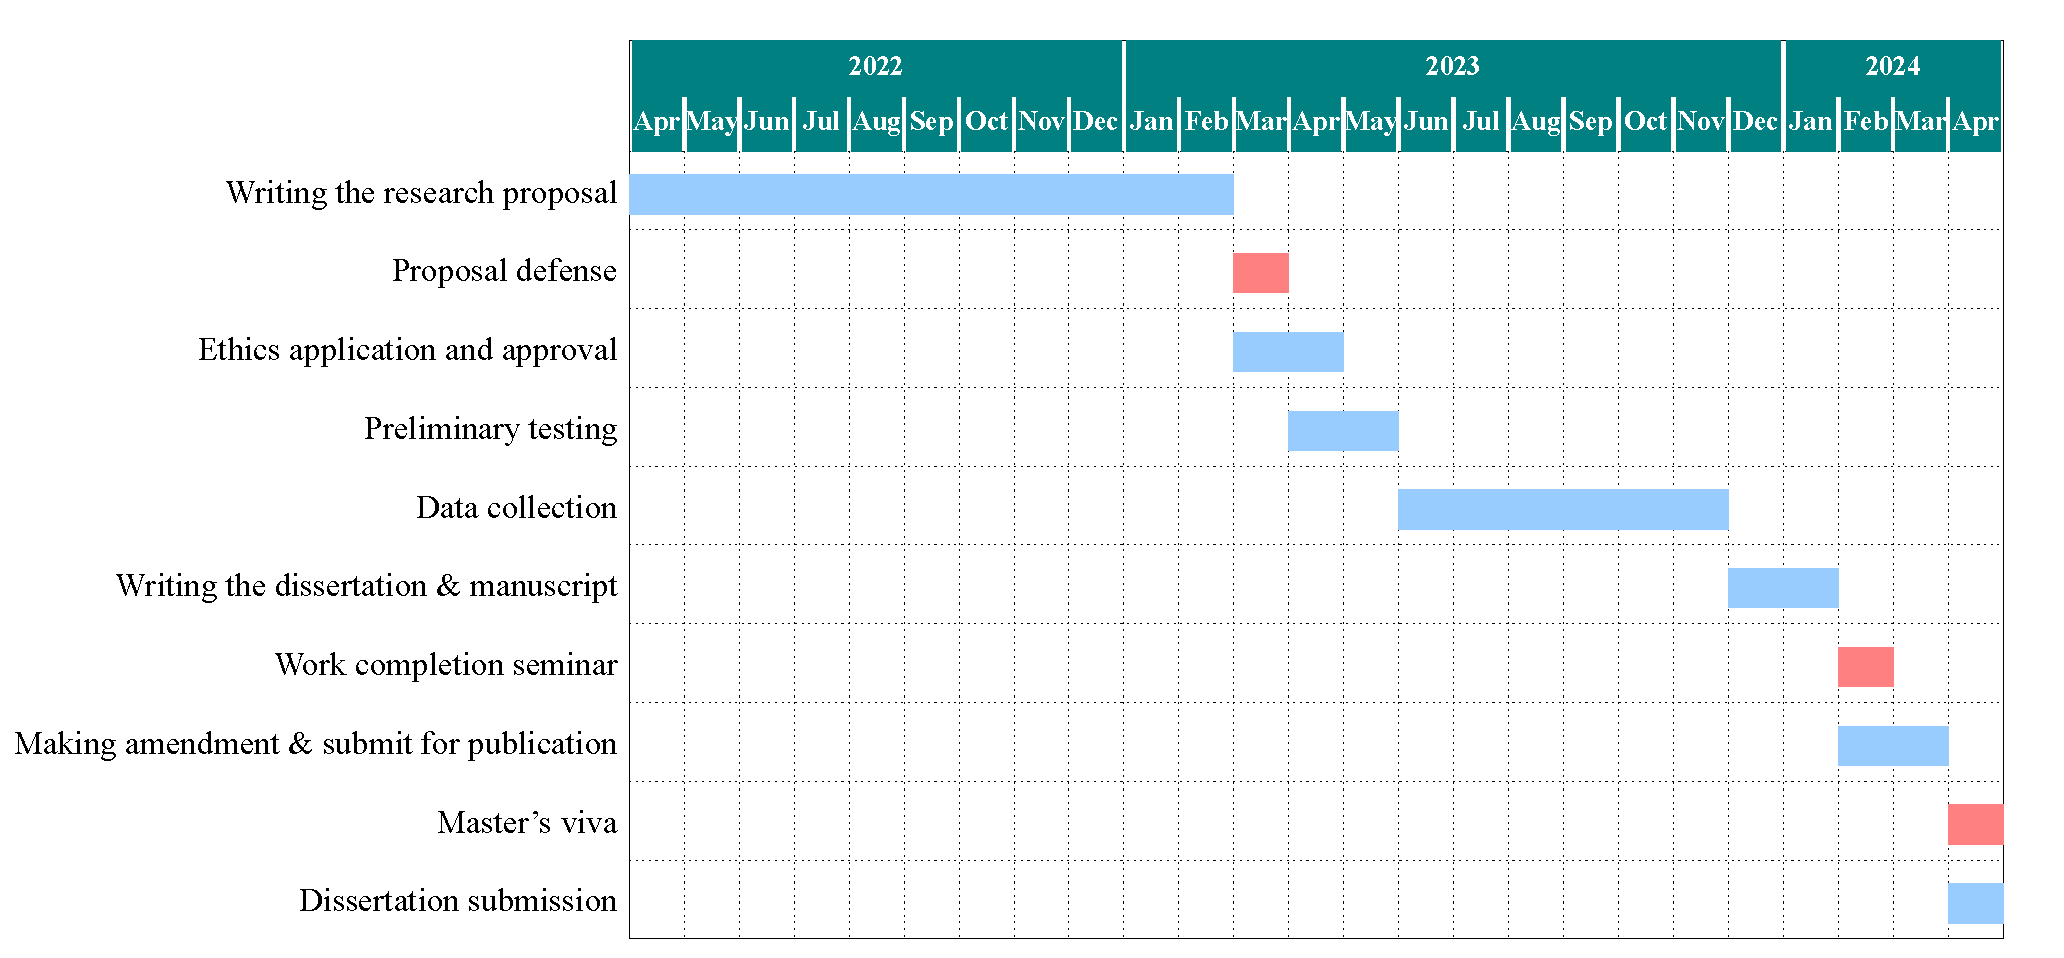 2022 2023 2024
Apr May Jun Jul Aug Sep Oct Nov Dec Jan Feb Mar Apr May Jun Jul Aug Sep Oct Nov Dec Jan Feb Mar Apr
Writing the research proposal
Proposal defense
Ethics application and approval
Preliminary testing
Data collection
Writing the dissertation & manuscript
Work completion seminar
Making amendment & submit for publication
Master’s viva
Dissertation submission